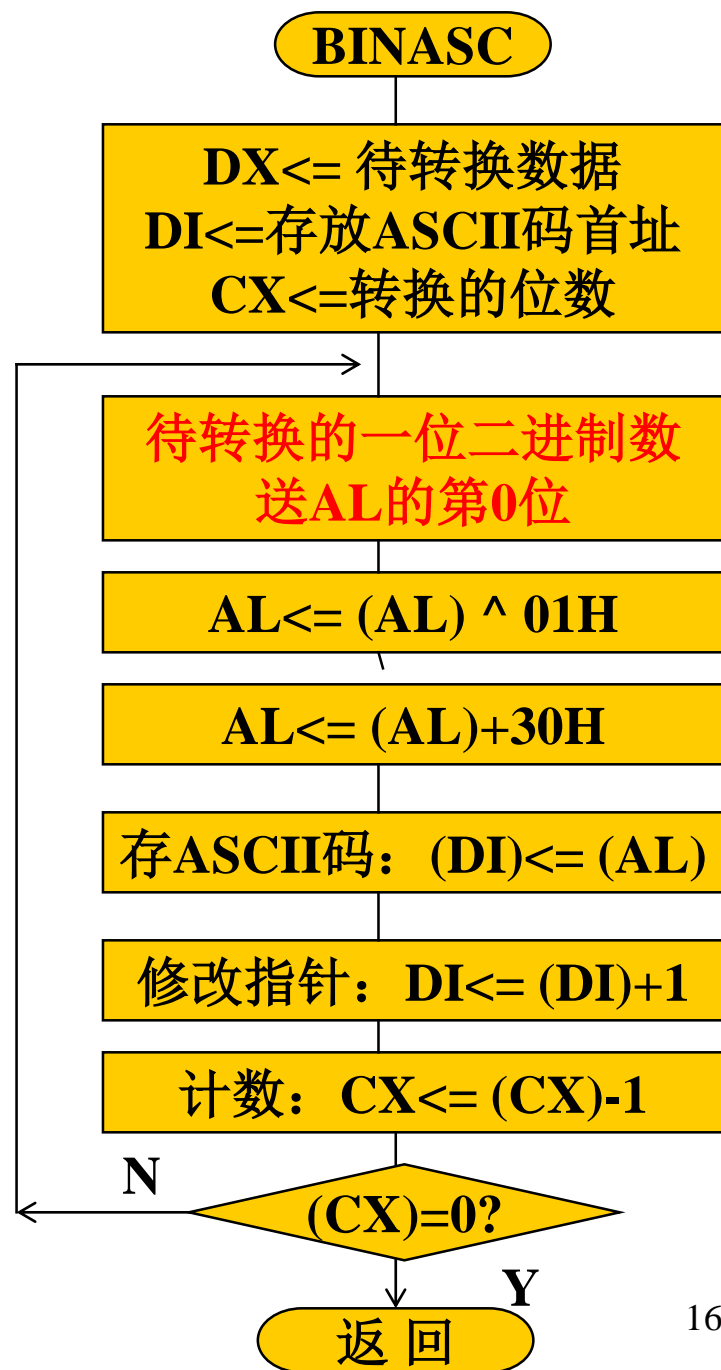 BINASC
DX<= 待转换数据
DI<=存放ASCII码首址
CX<=转换的位数
待转换的一位二进制数
送AL的第0位
AL<= (AL) ^ 01H
AL<= (AL)+30H
存ASCII码：(DI)<= (AL)
修改指针：DI<= (DI)+1
计数：CX<= (CX)-1
N
(CX)=0?
Y
返 回
16